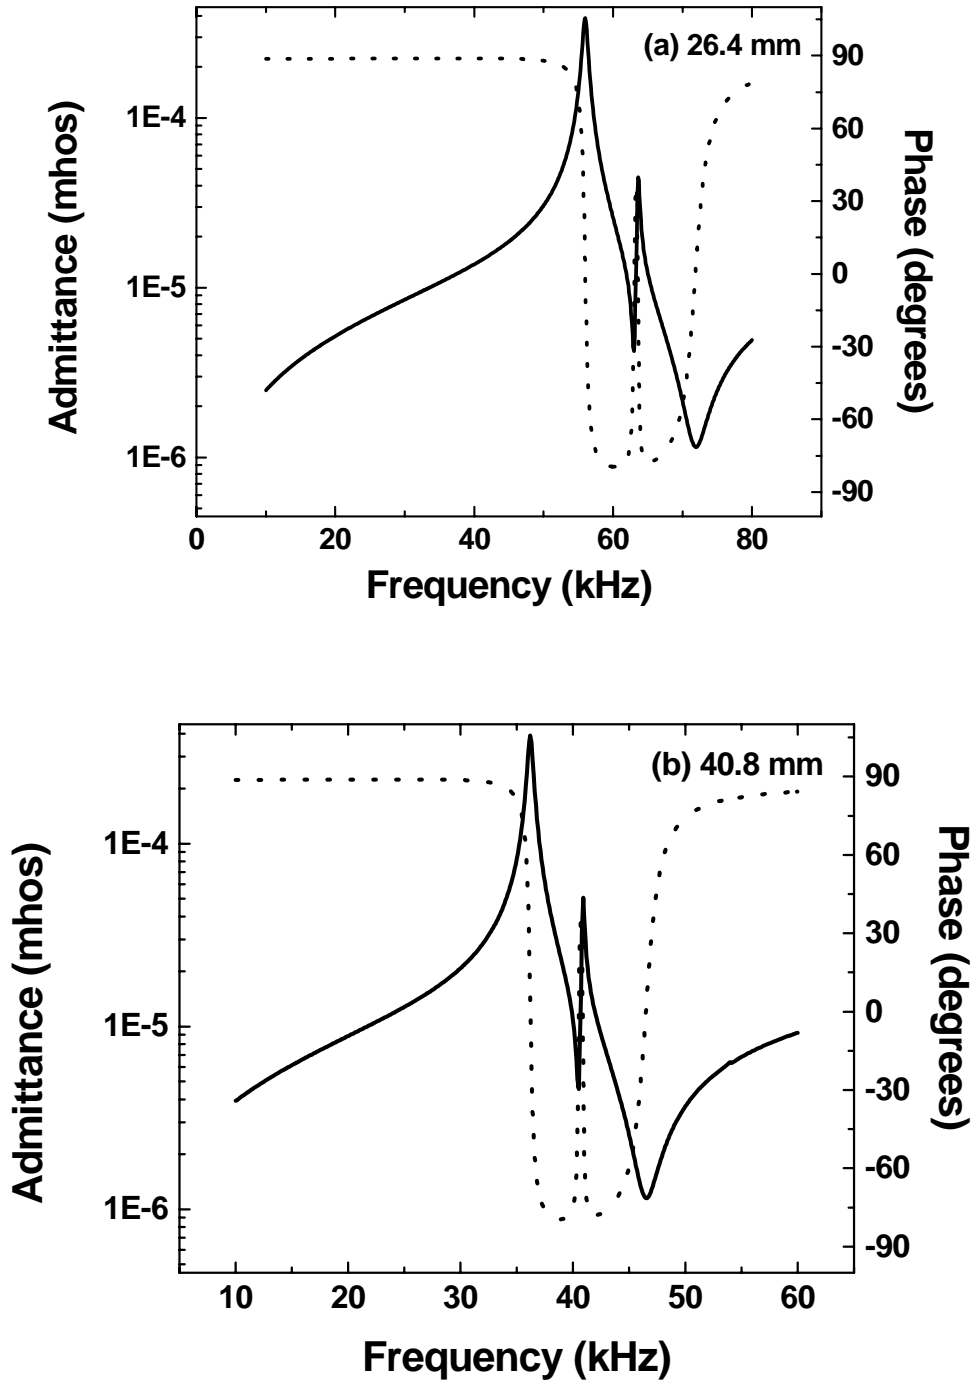 (a) 26.4 mm
Admittance (mhos)
1E-4
1E-5
1E-6
90
60
30
0
-30
-60
-90
Phase (degrees)
0 20 40 60 80
Frequency (kHz)
(b) 40.8 mm
Admittance (mhos)
1E-4
1E-5
1E-6
90
60
30
0
-30
-60
-90
Phase (degrees)
10 20 30 40 50 60
Frequency (kHz)